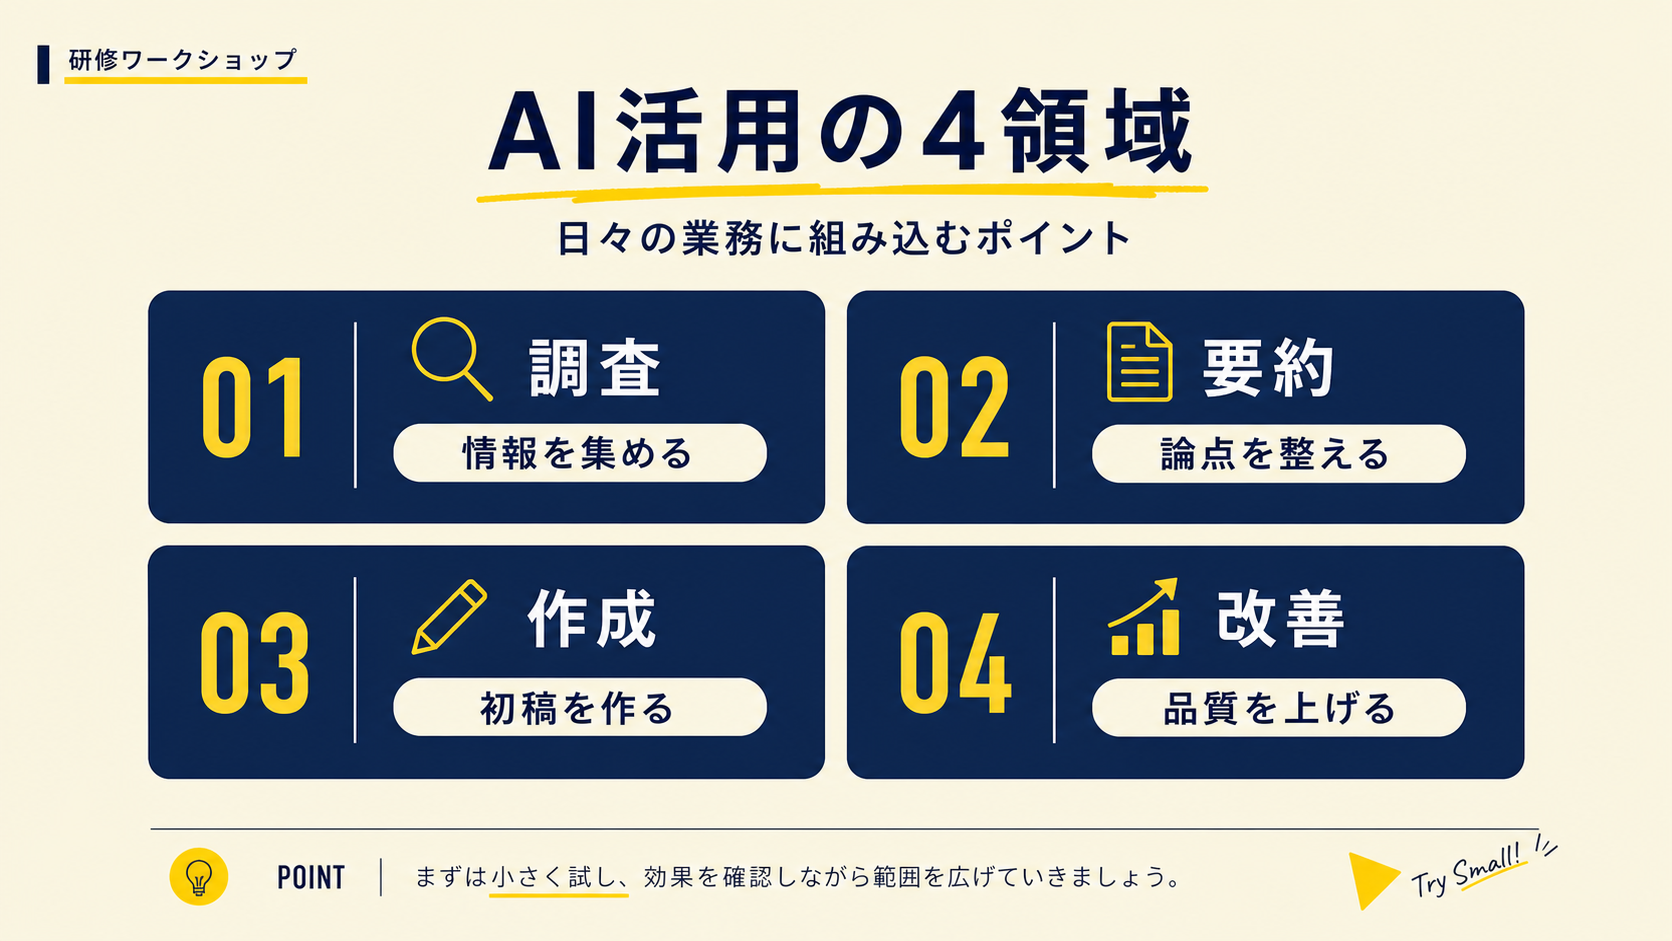 研修ワークショップ
AI活用の4領域
日々の業務に組み込むポイント
01
調査
情報を集める
02
要約
論点を整える
03
作成
初稿を作る
04
改善
品質を上げる
POINT
まずは小さく試し、効果を確認しながら範囲を広げていきましょう。
Try Small!